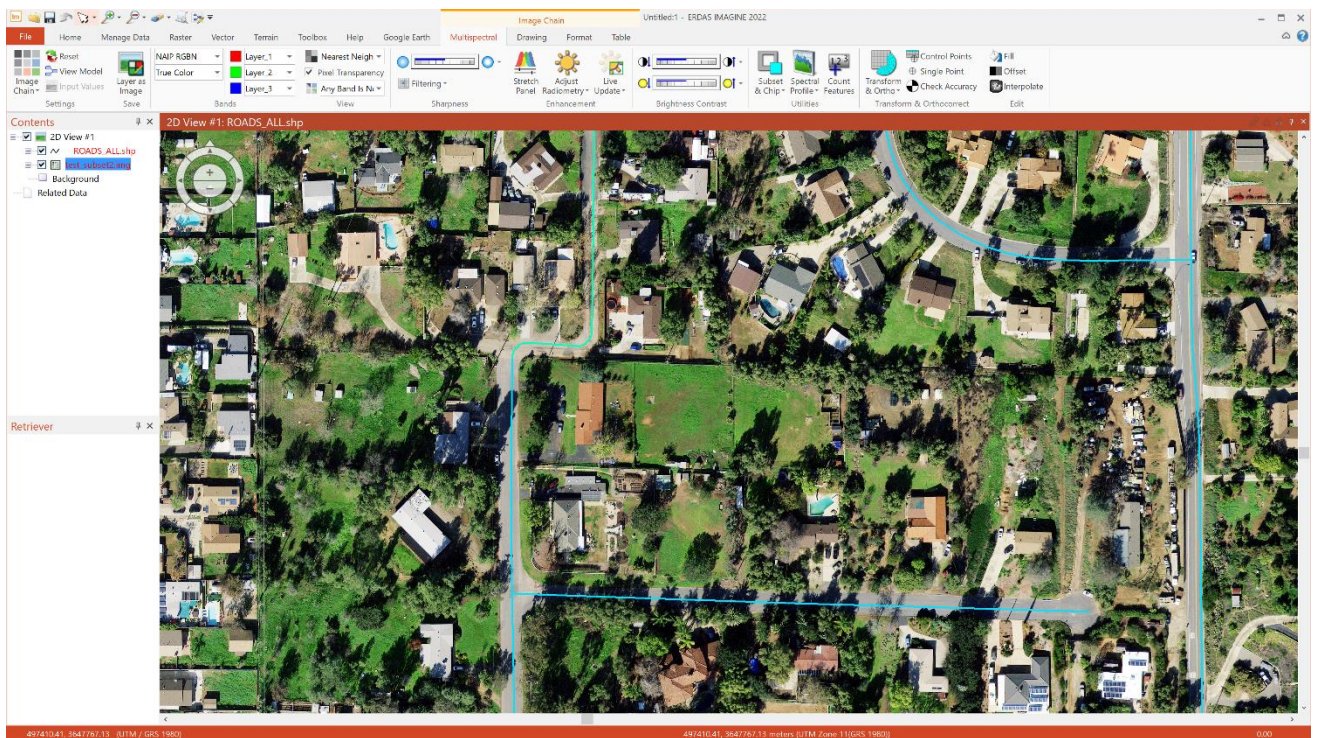 Image Chain
Untitled:1 - ERDAS IMAGINE 2022
File Home Manage Data Raster Vector Terrain Toolbox Help Google Earth Multispectral Drawing Format Table
Image Chain
Reset
View Model
Input Values
Settings
Layer as Image
Save
NAIP RGBN
True Color
Layer_1
Layer_2
Layer_3
Bands
Nearest Neigh
Pixel Transparency
Any Band Is
View
Filtering
Sharpness
Stretch Panel
Adjust Radiometry
Live Update
Enhancement
Brightness Contrast
Subset & Chip
Spectral Profile
Count Features
Utilities
Transform & Ortho
Control Points
Single Point
Check Accuracy
Transform & Orthocorrect
Fill
Offset
Interpolate
Edit
Contents
2D View #1
ROADS_ALL.shp
test_subset2.img
Background
Related Data
Retriever
2D View #1: ROADS_ALL.shp
497410.41, 3647767.13 (UTM / GRS 1980)
497410.41, 3647767.13 meters (UTM Zone 11(GRS 1980))
0.00